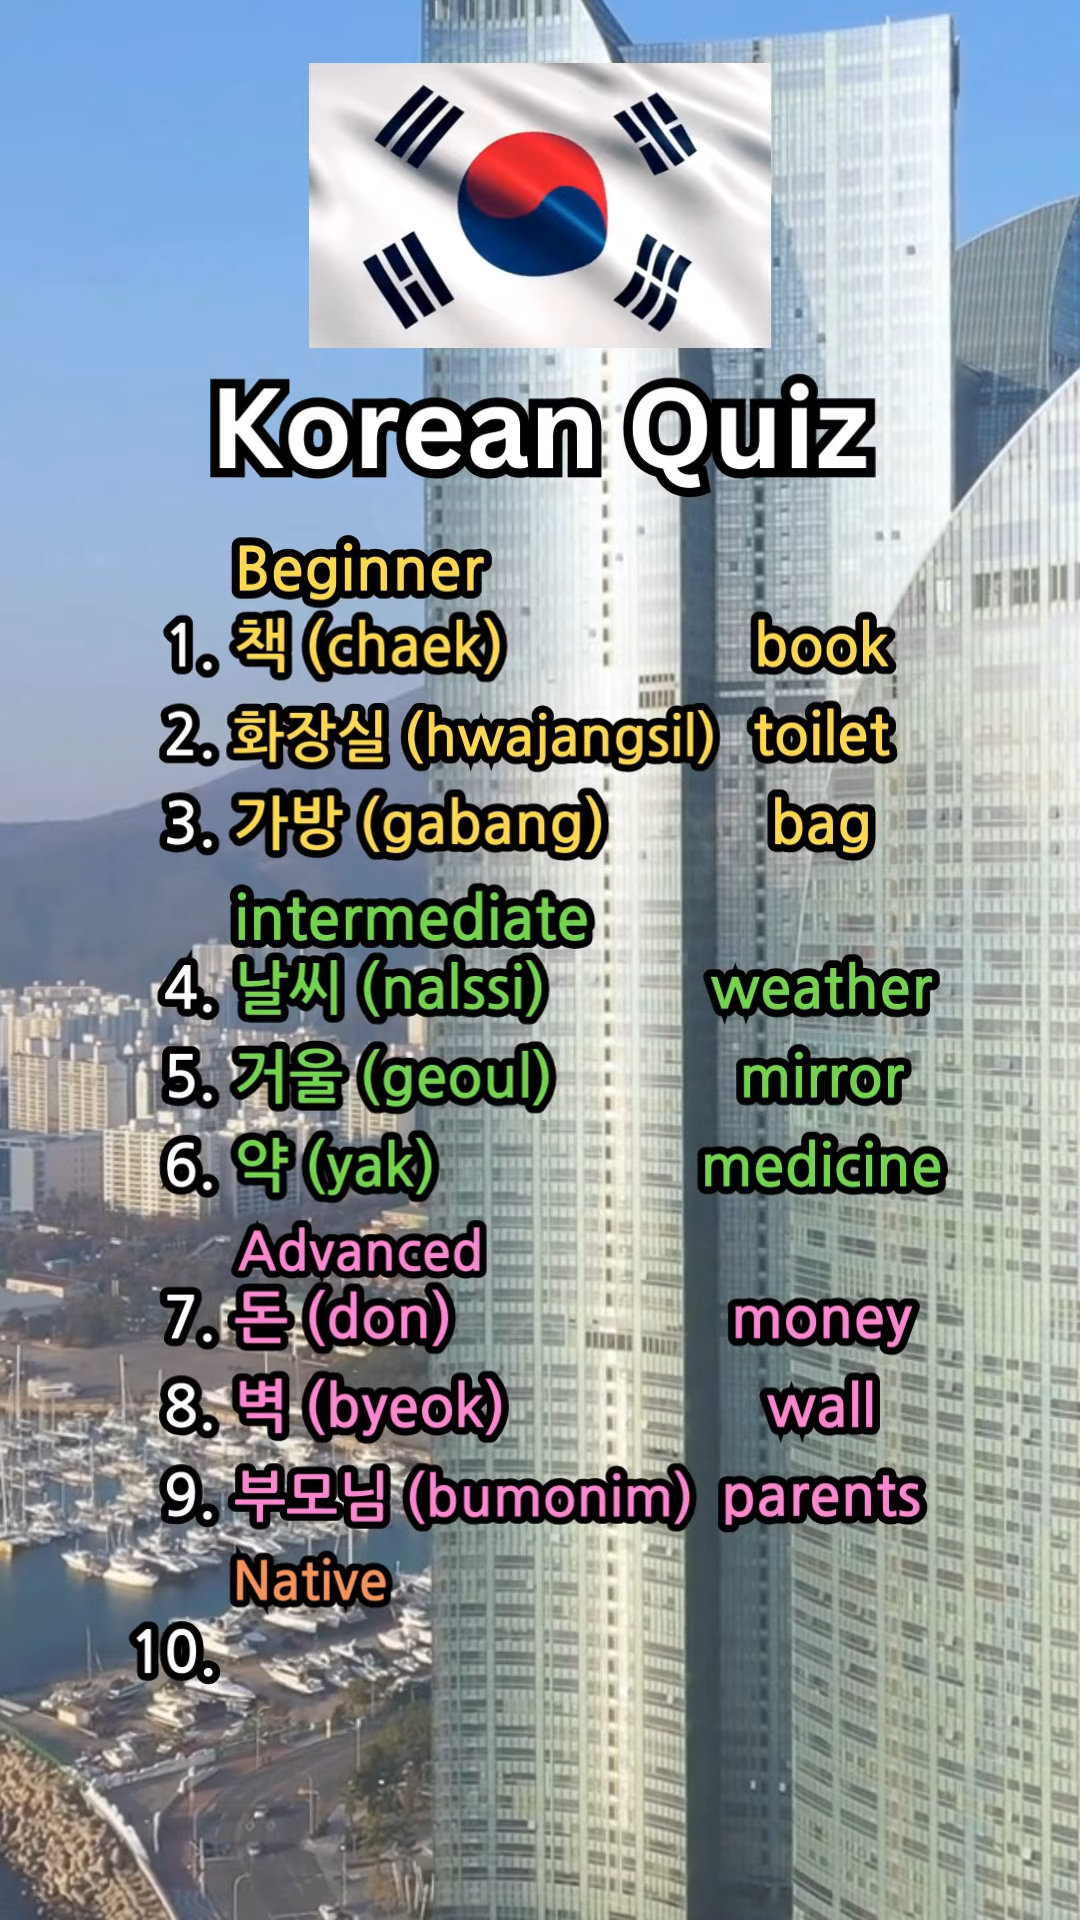 Korean Quiz
Beginner
1. 책 (chaek) book
2. 화장실 (hwajangsil) toilet
3. 가방 (gabang) bag
intermediate
4. 날씨 (nalssi) weather
5. 거울 (geoul) mirror
6. 약 (yak) medicine
Advanced
7. 돈 (don) money
8. 벽 (byeok) wall
9. 부모님 (bumonim) parents
Native
10.